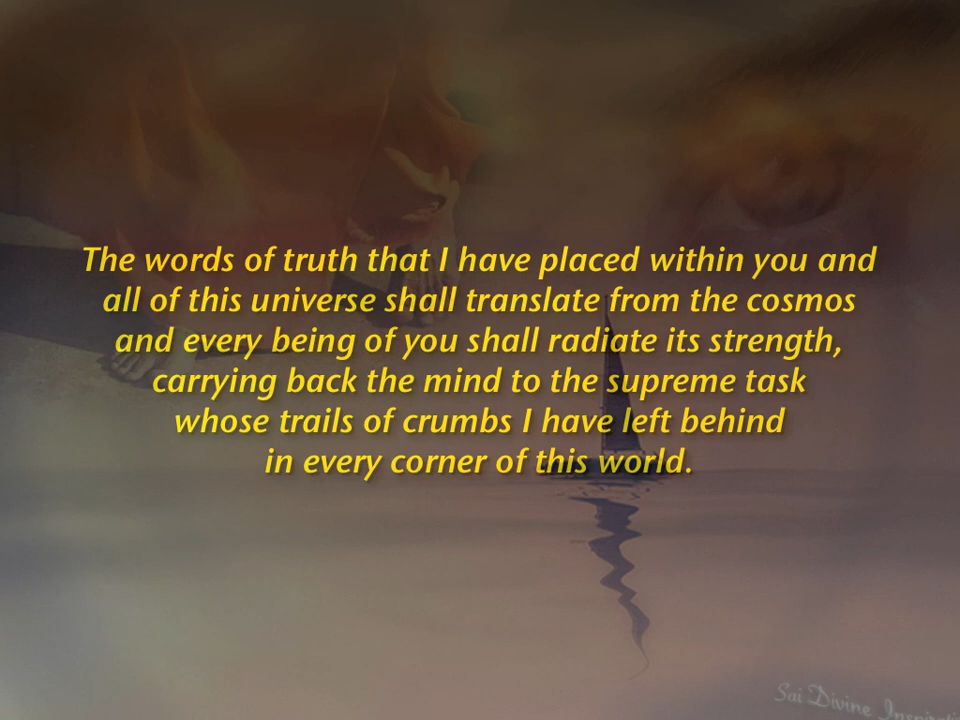 The words of truth that I have placed within you and
all of this universe shall translate from the cosmos
and every being of you shall radiate its strength,
carrying back the mind to the supreme task
whose trails of crumbs I have left behind
in every corner of this world.
Sai Divine